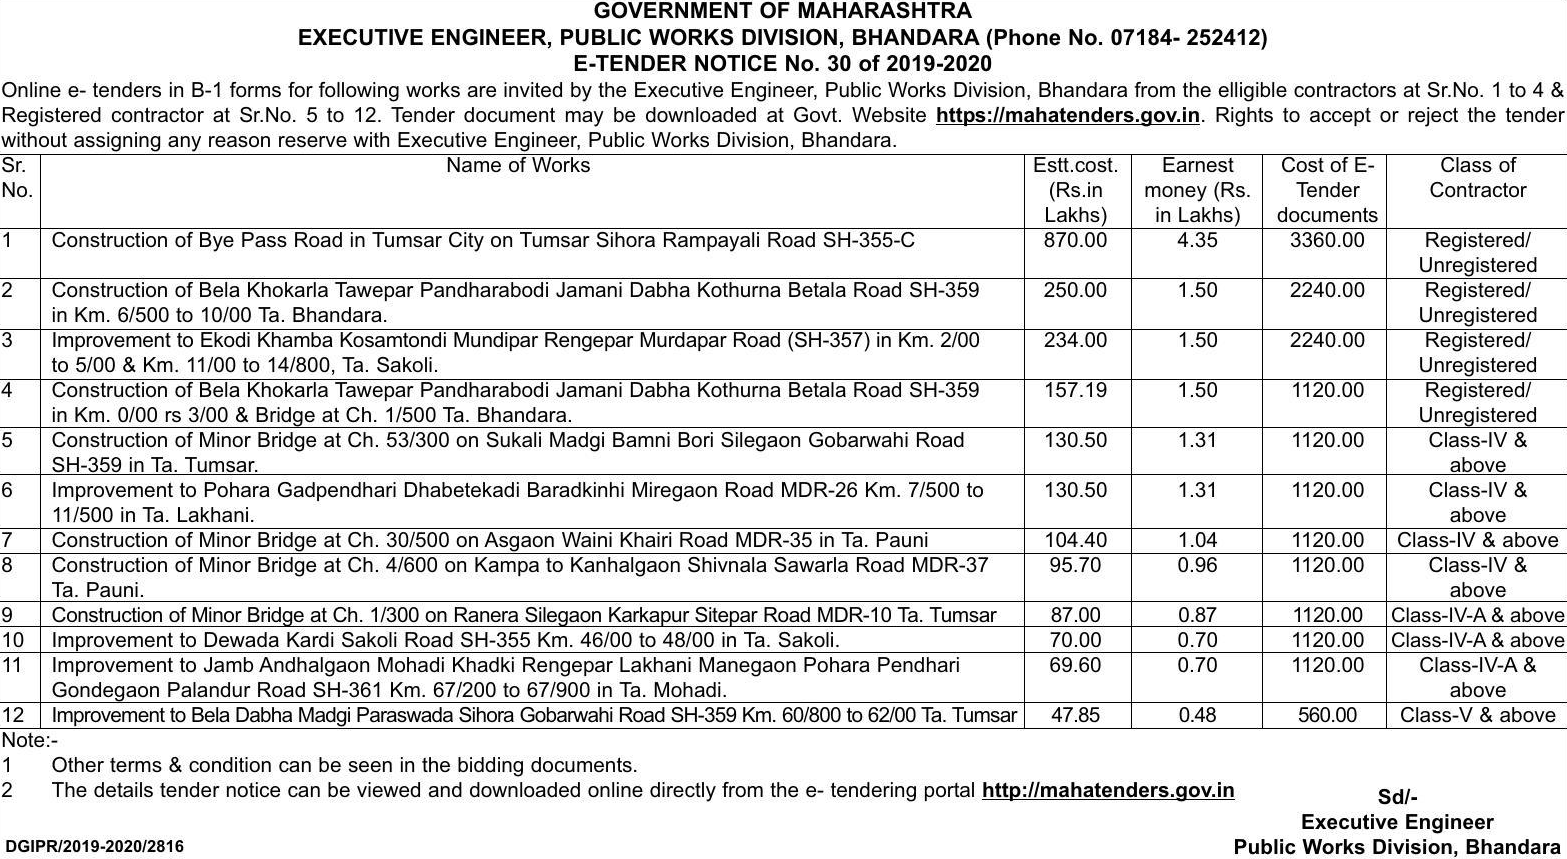 GOVERNMENT OF MAHARASHTRA
EXECUTIVE ENGINEER, PUBLIC WORKS DIVISION, BHANDARA (Phone No. 07184- 252412)
E-TENDER NOTICE No. 30 of 2019-2020
Online e- tenders in B-1 forms for following works are invited by the Executive Engineer, Public Works Division, Bhandara from the elligible contractors at Sr.No. 1 to 4 &
Registered contractor at Sr.No. 5 to 12. Tender document may be downloaded at Govt. Website https://mahatenders.gov.in. Rights to accept or reject the tender
without assigning any reason reserve with Executive Engineer, Public Works Division, Bhandara.
Sr. Name of Works Estt.cost. Earnest Cost of E- Class of
No. (Rs.in money (Rs. Tender Contractor
Lakhs) in Lakhs) documents
1 Construction of Bye Pass Road in Tumsar City on Tumsar Sihora Rampayali Road SH-355-C 870.00 4.35 3360.00 Registered/
Unregistered
2 Construction of Bela Khokarla Tawepar Pandharabodi Jamani Dabha Kothurna Betala Road SH-359 250.00 1.50 2240.00 Registered/
in Km. 6/500 to 10/00 Ta. Bhandara. Unregistered
3 Improvement to Ekodi Khamba Kosamtondi Mundipar Rengepar Murdapar Road (SH-357) in Km. 2/00 234.00 1.50 2240.00 Registered/
to 5/00 & Km. 11/00 to 14/800, Ta. Sakoli. Unregistered
4 Construction of Bela Khokarla Tawepar Pandharabodi Jamani Dabha Kothurna Betala Road SH-359 157.19 1.50 1120.00 Registered/
in Km. 0/00 rs 3/00 & Bridge at Ch. 1/500 Ta. Bhandara. Unregistered
5 Construction of Minor Bridge at Ch. 53/300 on Sukali Madgi Bamni Bori Silegaon Gobarwahi Road 130.50 1.31 1120.00 Class-IV &
SH-359 in Ta. Tumsar. above
6 Improvement to Pohara Gadpendhari Dhabetekadi Baradkinhi Miregaon Road MDR-26 Km. 7/500 to 130.50 1.31 1120.00 Class-IV &
11/500 in Ta. Lakhani. above
7 Construction of Minor Bridge at Ch. 30/500 on Asgaon Waini Khairi Road MDR-35 in Ta. Pauni 104.40 1.04 1120.00 Class-IV & above
8 Construction of Minor Bridge at Ch. 4/600 on Kampa to Kanhalgaon Shivnala Sawarla Road MDR-37 95.70 0.96 1120.00 Class-IV &
Ta. Pauni. above
9 Construction of Minor Bridge at Ch. 1/300 on Ranera Silegaon Karkapur Sitepar Road MDR-10 Ta. Tumsar 87.00 0.87 1120.00 Class-IV-A & above
10 Improvement to Dewada Kardi Sakoli Road SH-355 Km. 46/00 to 48/00 in Ta. Sakoli. 70.00 0.70 1120.00 Class-IV-A & above
11 Improvement to Jamb Andhalgaon Mohadi Khadki Rengepar Lakhani Manegaon Pohara Pendhari 69.60 0.70 1120.00 Class-IV-A &
Gondegaon Palandur Road SH-361 Km. 67/200 to 67/900 in Ta. Mohadi. above
12 Improvement to Bela Dabha Madgi Paraswada Sihora Gobarwahi Road SH-359 Km. 60/800 to 62/00 Ta. Tumsar 47.85 0.48 560.00 Class-V & above
Note:-
1 Other terms & condition can be seen in the bidding documents.
2 The details tender notice can be viewed and downloaded online directly from the e- tendering portal http://mahatenders.gov.in
Sd/-
Executive Engineer
DGIPR/2019-2020/2816 Public Works Division, Bhandara